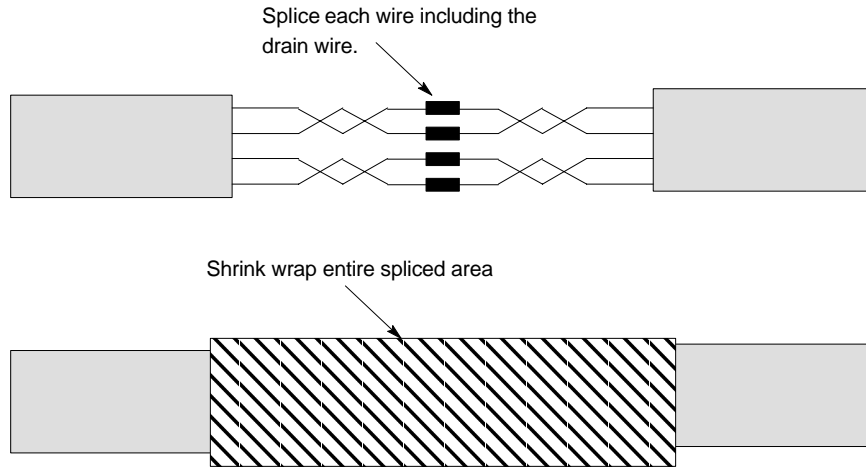 Splice each wire including the
drain wire.
Shrink wrap entire spliced area